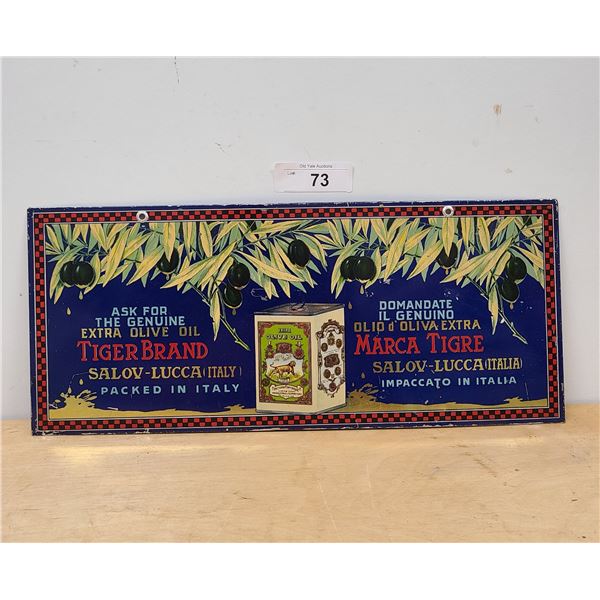 Old Yale Auctions
Lot# 73
ASK FOR
THE GENUINE
EXTRA OLIVE OIL
TIGER BRAND
SALOV-LUCCA (ITALY)
PACKED IN ITALY
OLIVE OIL
DOMANDATE
IL GENUINO
OLIO d'OLIVA EXTRA
MARCA TIGRE
SALOV-LUCCA (ITALIA)
IMPACCATO IN ITALIA